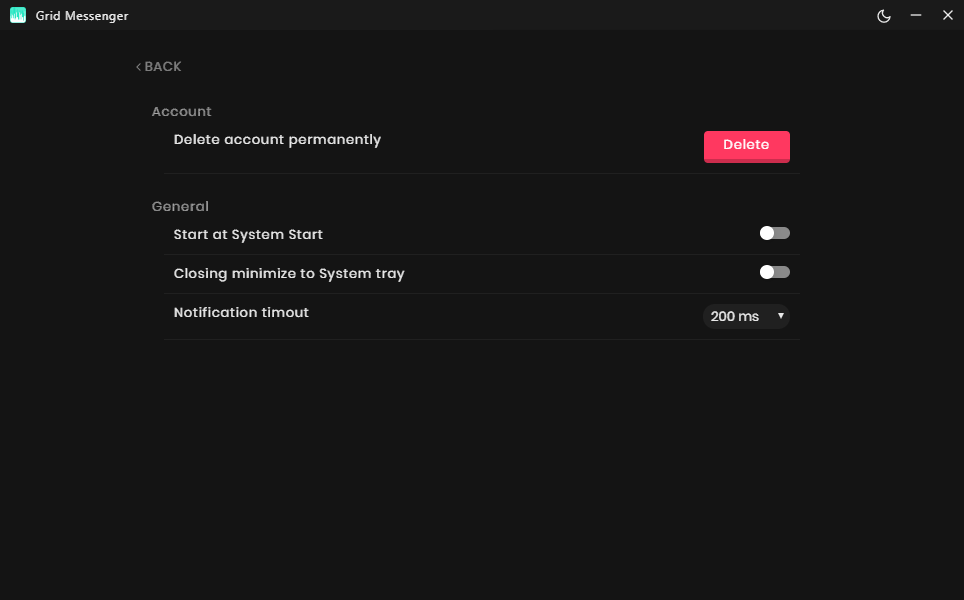 Grid Messenger
BACK
Account
Delete account permanently
Delete
General
Start at System Start
Closing minimize to System tray
Notification timout
200 ms